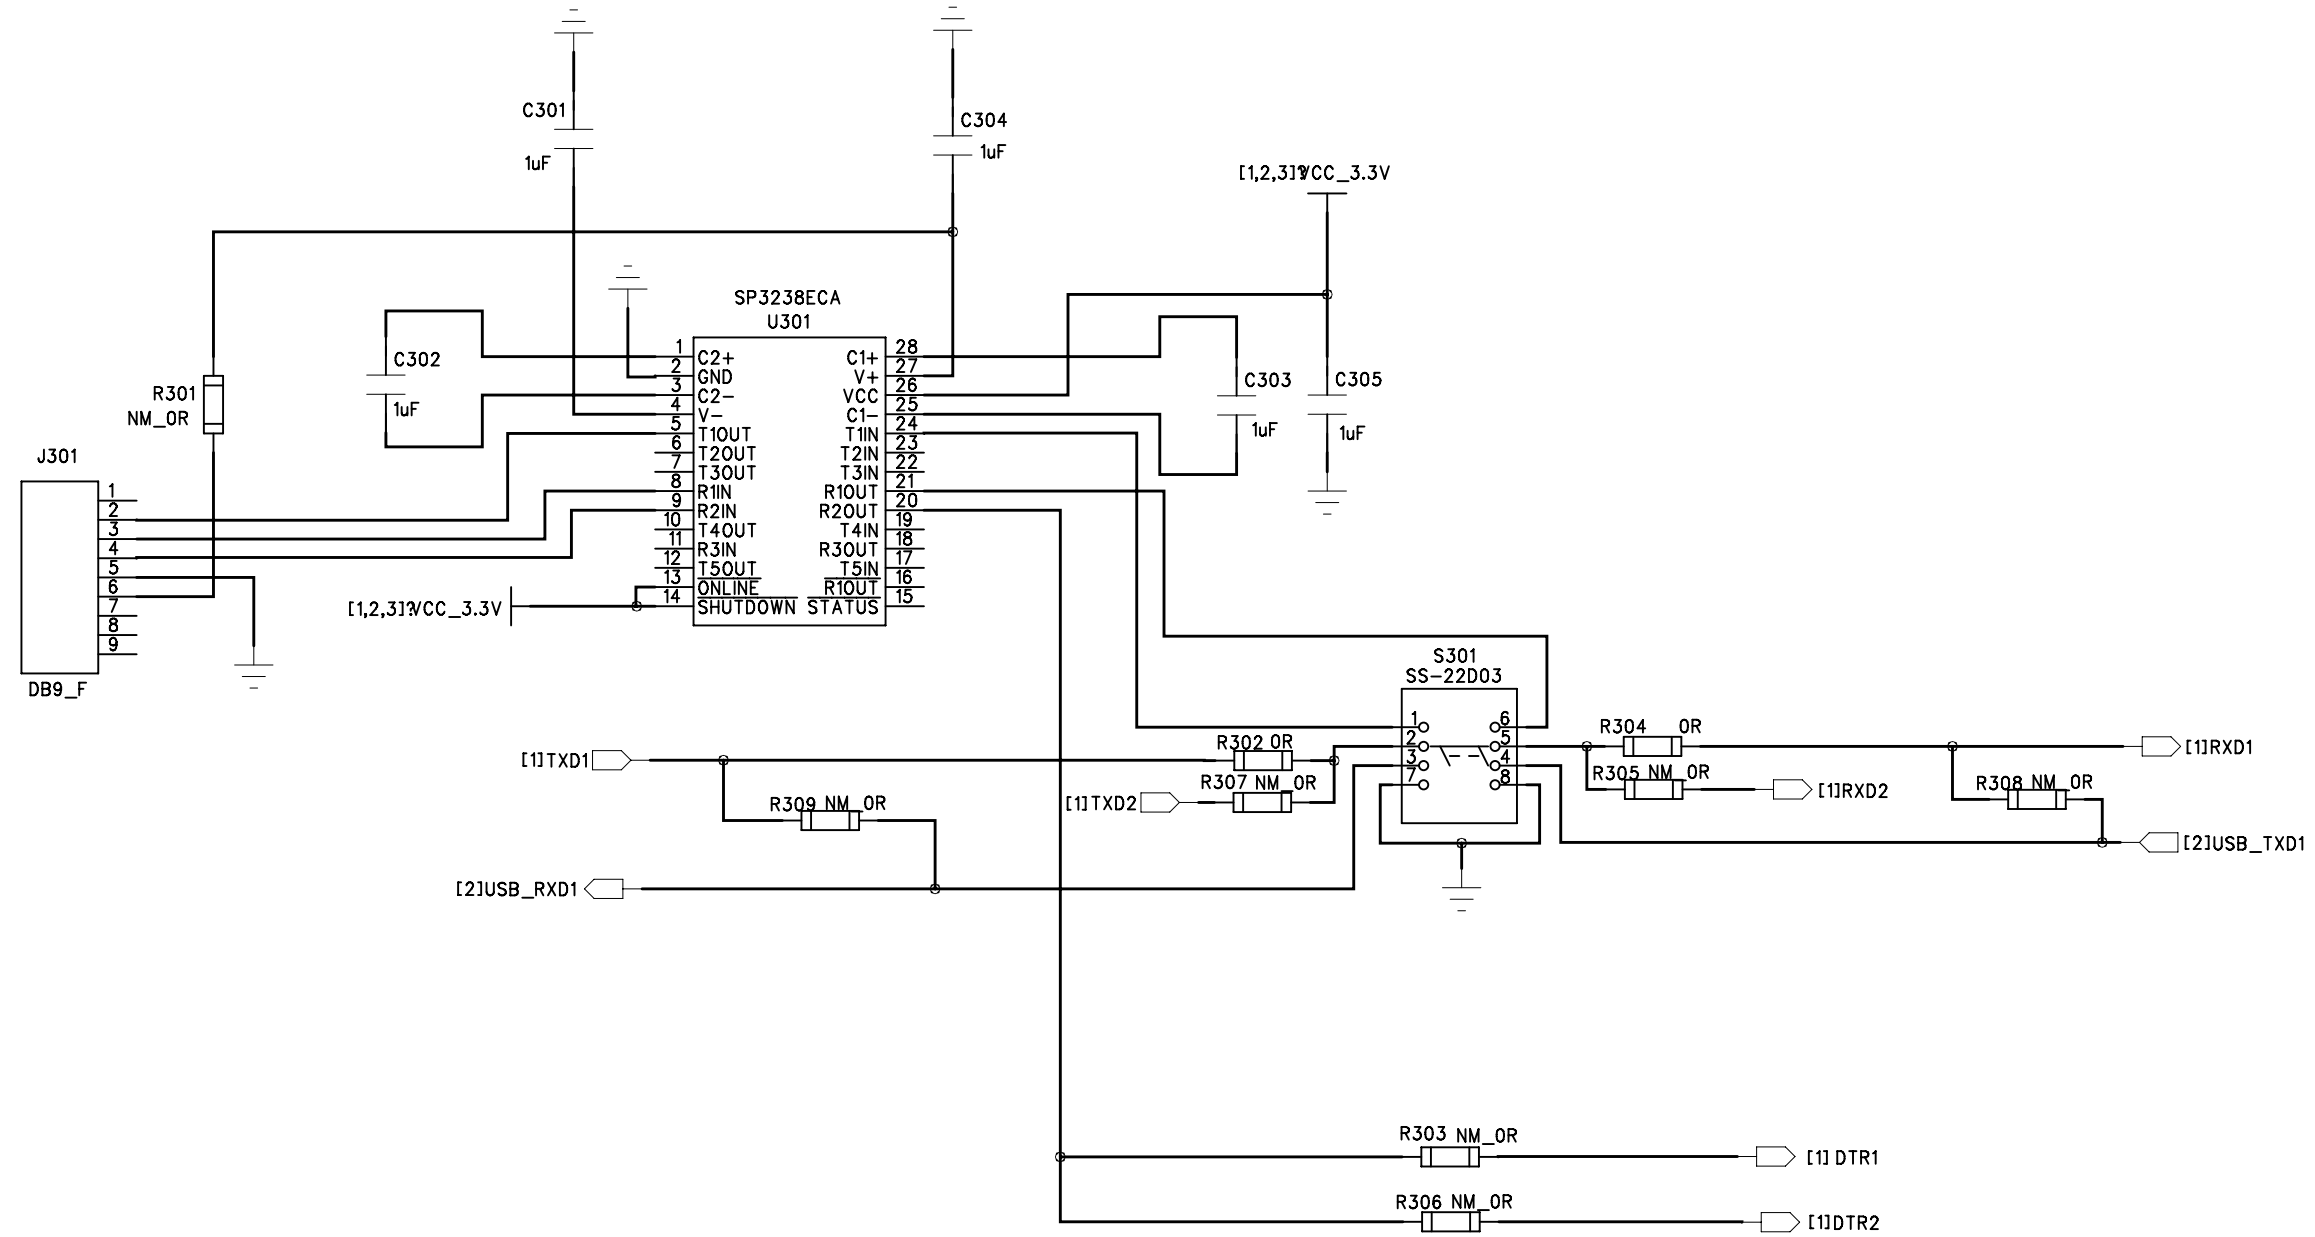 C301
1uF
C304
1uF
[1,2,3]?VCC_3.3V
SP3238ECA
U301
C302
1uF
R301
NM_0R
C303
1uF
C305
1uF
1 C2+
2 GND
3 C2-
4 V-
5 T1OUT
6 T2OUT
7 T3OUT
8 R1IN
9 R2IN
10 T4OUT
11 R3IN
12 T5OUT
13 ONLINE
14 SHUTDOWN
C1+ 28
V+ 27
VCC 26
C1- 25
T1IN 24
T2IN 23
T3IN 22
R1OUT 21
R2OUT 20
T4IN 19
R3OUT 18
T5IN 17
R1OUT 16
STATUS 15
J301
1
2
3
4
5
6
7
8
9
DB9_F
[1,2,3]?VCC_3.3V
S301
SS-22D03
1 6
2 5
3 4
7 8
[1]TXD1
R302 0R
R307 NM_0R
[1]TXD2
R309 NM_0R
[2]USB_RXD1
R304 0R
[1]RXD1
R305 NM_0R
[1]RXD2
R308 NM_0R
[2]USB_TXD1
R303 NM_0R
[1]DTR1
R306 NM_0R
[1]DTR2